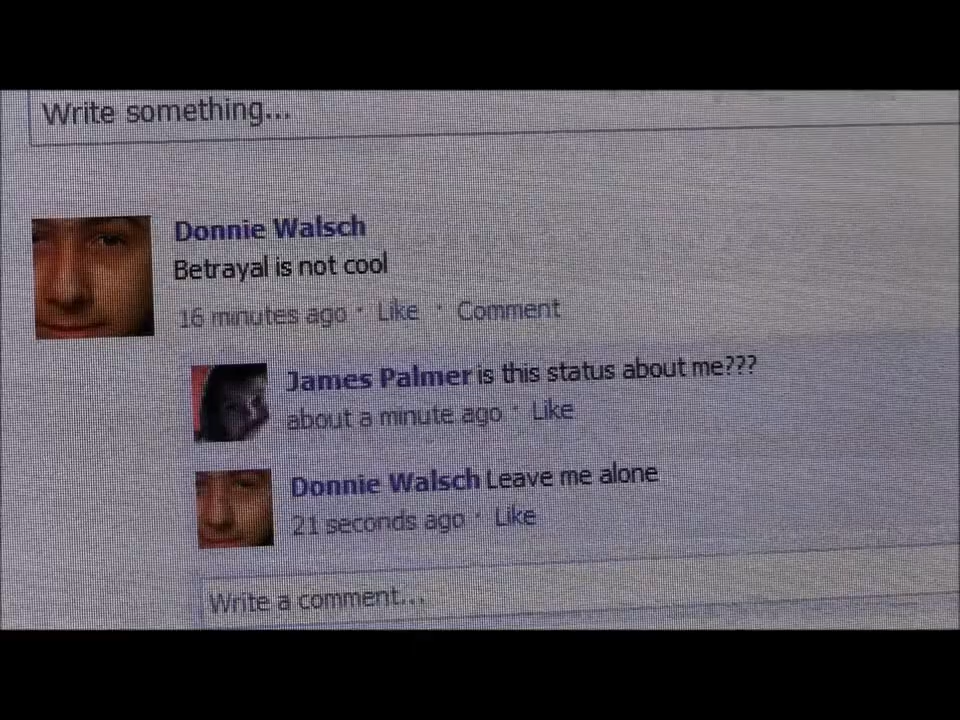 Write something...
Donnie Walsch
Betrayal is not cool
16 minutes ago · Like · Comment
James Palmer is this status about me???
about a minute ago · Like
Donnie Walsch Leave me alone
21 seconds ago · Like
Write a comment...